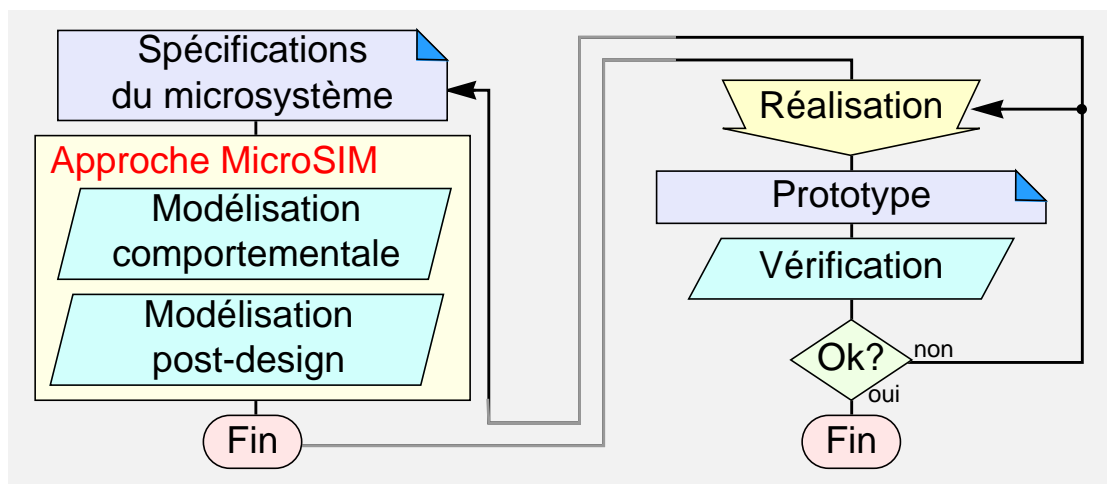 Spécifications
du microsystème
Approche MicroSIM
Modélisation
comportementale
Modélisation
post-design
Fin
Réalisation
Prototype
Vérification
Ok?
non
oui
Fin